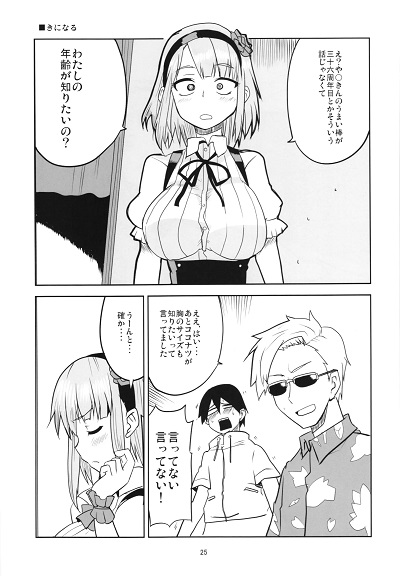 ■きになる
え？や○きんのうまい棒が
三十六周年目とかそういう
話じゃなくて
わたしの
年齢が知りたいの？
ええ、はい…
あとココナツが
胸のサイズも
知りたいって
言ってました
言ってない
言ってない！
うーんと…
確か…
25